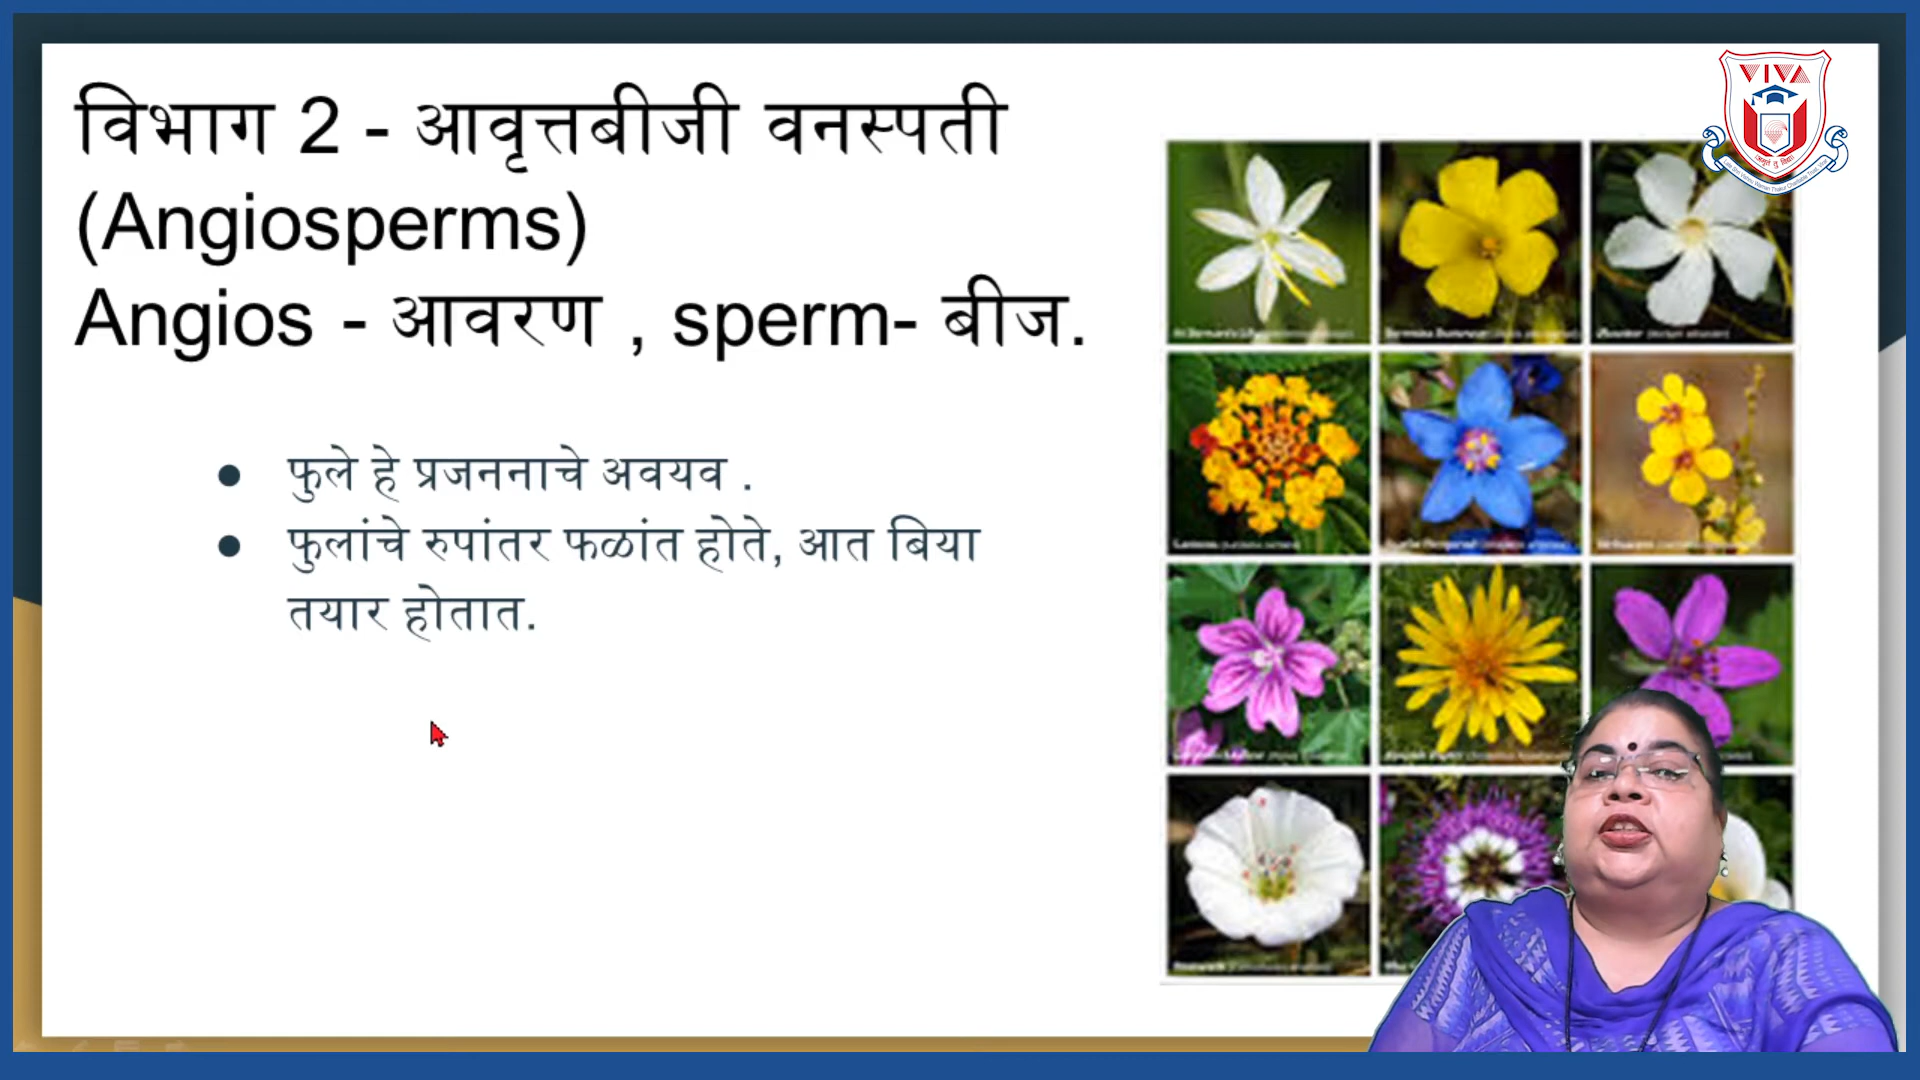 विभाग 2 - आवृत्तबीजी वनस्पती
(Angiosperms)
Angios - आवरण , sperm- बीज.
● फुले हे प्रजननाचे अवयव .
● फुलांचे रुपांतर फळांत होते, आत बिया
तयार होतात.
VIVA